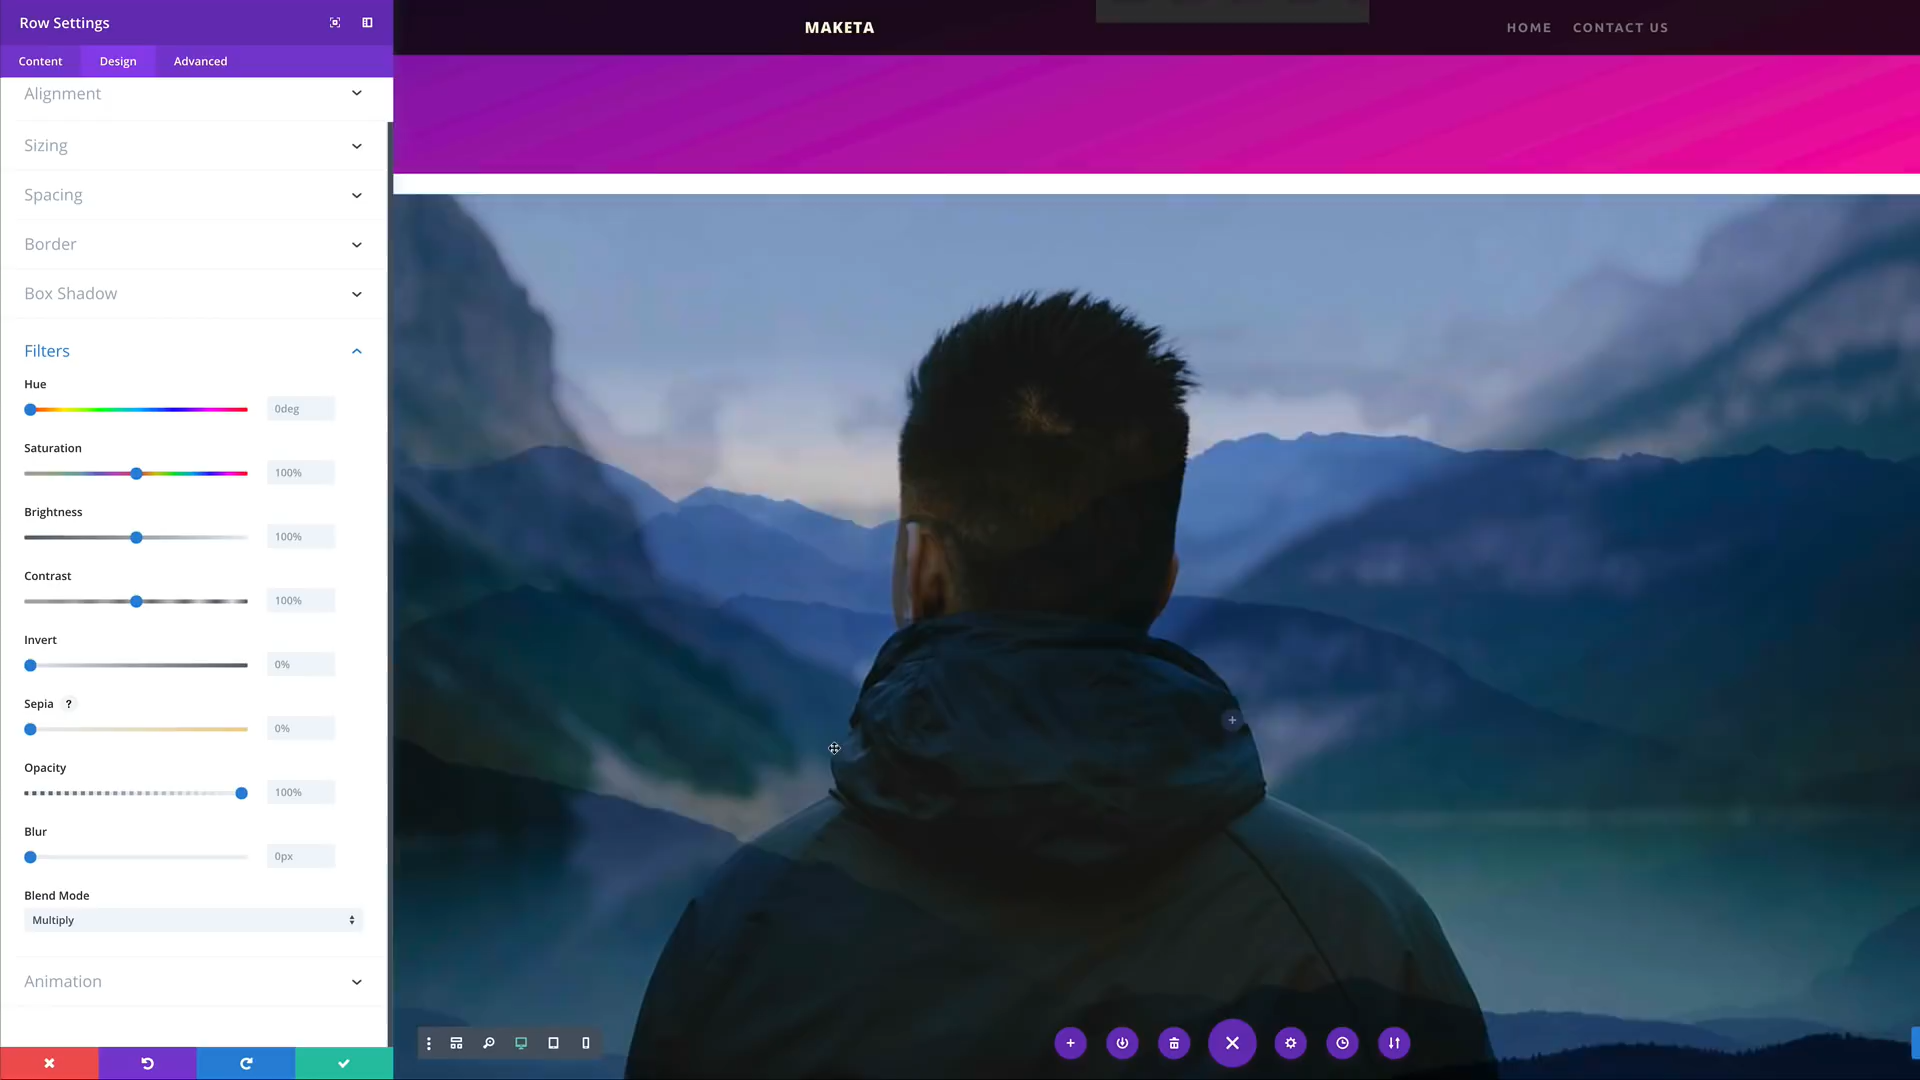 Row Settings
Content Design Advanced
Alignment
Sizing
Spacing
Border
Box Shadow
Filters
Hue
0deg
Saturation
100%
Brightness
100%
Contrast
100%
Invert
0%
Sepia ?
0%
Opacity
100%
Blur
0px
Blend Mode
Multiply
Animation
MAKETA
HOME CONTACT US